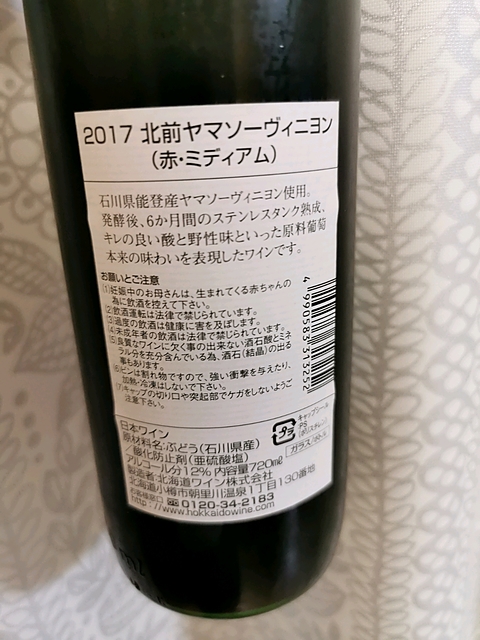 2017 北前ヤマソーヴィニヨン
（赤・ミディアム）
石川県能登産ヤマソーヴィニヨン使用。
発酵後、6か月間のステンレスタンク熟成、
キレの良い酸と野性味といった原料葡萄
本来の味わいを表現したワインです。
お願いとご注意
(1)妊娠中のお母さんは、生まれてくる赤ちゃんの
為に飲酒を控えて下さい。
(2)飲酒運転は法律で禁じられています。
(3)過度の飲酒は健康に害を及ぼします。
(4)未成年者の飲酒は法律で禁じられています。
(5)良質なワインに欠く事の出来ない酒石酸とミネ
ラル分を充分含んでいる為、酒石（結晶）の出る
事もあります。
(6)ビンは割れ物ですので、強い衝撃を与えたり、
加熱・冷凍はしないで下さい。
(7)キャップの切り口や突起部でケガをしないようご
注意下さい。
4 990583 313252
日本ワイン
原材料名:ぶどう（石川県産）
／酸化防止剤（亜硫酸塩）
アルコール分12% 内容量720㎖
製造者:北海道ワイン株式会社
北海道小樽市朝里川温泉1丁目130番地
お客様窓口 0120-34-2183
http://www.hokkaidowine.com
プラ
キャップシール
PS
(ポリスチレン)
ガラスびん